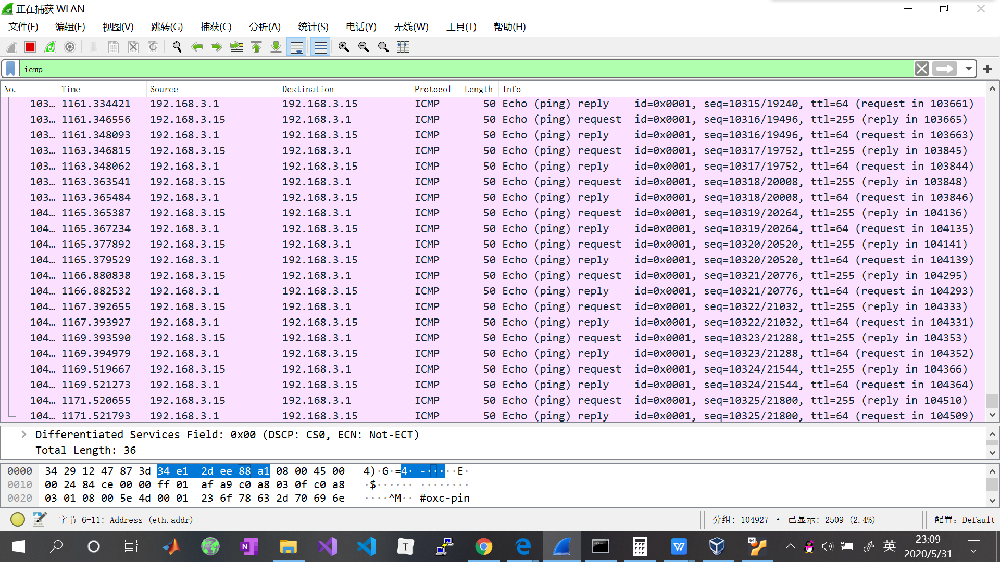 正在捕获 WLAN
文件(F) 编辑(E) 视图(V) 跳转(G) 捕获(C) 分析(A) 统计(S) 电话(Y) 无线(W) 工具(T) 帮助(H)
icmp
No. Time Source Destination Protocol Length Info
103… 1161.334421 192.168.3.1 192.168.3.15 ICMP 50 Echo (ping) reply id=0x0001, seq=10315/19240, ttl=64 (request in 103661)
103… 1161.346556 192.168.3.15 192.168.3.1 ICMP 50 Echo (ping) request id=0x0001, seq=10316/19496, ttl=255 (reply in 103665)
103… 1161.348093 192.168.3.1 192.168.3.15 ICMP 50 Echo (ping) reply id=0x0001, seq=10316/19496, ttl=64 (request in 103663)
103… 1163.346815 192.168.3.15 192.168.3.1 ICMP 50 Echo (ping) request id=0x0001, seq=10317/19752, ttl=255 (reply in 103845)
103… 1163.348062 192.168.3.1 192.168.3.15 ICMP 50 Echo (ping) reply id=0x0001, seq=10317/19752, ttl=64 (request in 103844)
103… 1163.363541 192.168.3.15 192.168.3.1 ICMP 50 Echo (ping) request id=0x0001, seq=10318/20008, ttl=255 (reply in 103848)
103… 1163.365484 192.168.3.1 192.168.3.15 ICMP 50 Echo (ping) reply id=0x0001, seq=10318/20008, ttl=64 (request in 103846)
104… 1165.365387 192.168.3.15 192.168.3.1 ICMP 50 Echo (ping) request id=0x0001, seq=10319/20264, ttl=255 (reply in 104136)
104… 1165.367234 192.168.3.1 192.168.3.15 ICMP 50 Echo (ping) reply id=0x0001, seq=10319/20264, ttl=64 (request in 104135)
104… 1165.377892 192.168.3.15 192.168.3.1 ICMP 50 Echo (ping) request id=0x0001, seq=10320/20520, ttl=255 (reply in 104141)
104… 1165.379529 192.168.3.1 192.168.3.15 ICMP 50 Echo (ping) reply id=0x0001, seq=10320/20520, ttl=64 (request in 104139)
104… 1166.880838 192.168.3.15 192.168.3.1 ICMP 50 Echo (ping) request id=0x0001, seq=10321/20776, ttl=255 (reply in 104295)
104… 1166.882532 192.168.3.1 192.168.3.15 ICMP 50 Echo (ping) reply id=0x0001, seq=10321/20776, ttl=64 (request in 104293)
104… 1167.392655 192.168.3.15 192.168.3.1 ICMP 50 Echo (ping) request id=0x0001, seq=10322/21032, ttl=255 (reply in 104333)
104… 1167.393927 192.168.3.1 192.168.3.15 ICMP 50 Echo (ping) reply id=0x0001, seq=10322/21032, ttl=64 (request in 104331)
104… 1169.393590 192.168.3.15 192.168.3.1 ICMP 50 Echo (ping) request id=0x0001, seq=10323/21288, ttl=255 (reply in 104353)
104… 1169.394979 192.168.3.1 192.168.3.15 ICMP 50 Echo (ping) reply id=0x0001, seq=10323/21288, ttl=64 (request in 104352)
104… 1169.519667 192.168.3.15 192.168.3.1 ICMP 50 Echo (ping) request id=0x0001, seq=10324/21544, ttl=255 (reply in 104366)
104… 1169.521273 192.168.3.1 192.168.3.15 ICMP 50 Echo (ping) reply id=0x0001, seq=10324/21544, ttl=64 (request in 104364)
104… 1171.520655 192.168.3.15 192.168.3.1 ICMP 50 Echo (ping) request id=0x0001, seq=10325/21800, ttl=255 (reply in 104510)
104… 1171.521793 192.168.3.1 192.168.3.15 ICMP 50 Echo (ping) reply id=0x0001, seq=10325/21800, ttl=64 (request in 104509)
Differentiated Services Field: 0x00 (DSCP: CS0, ECN: Not-ECT)
Total Length: 36
0000 34 29 12 47 87 3d 34 e1 2d ee 88 a1 08 00 45 00 4)·G·=4· -·····E·
0010 00 24 84 ce 00 00 ff 01 af a9 c0 a8 03 0f c0 a8 ·$······ ········
0020 03 01 08 00 5e 4d 00 01 23 6f 78 63 2d 70 69 6e ····^M·· #oxc-pin
字节 6-11: Address (eth.addr) 分组: 104927 · 已显示: 2509 (2.4%) 配置: Default
N T W 64 英 23:09
2020/5/31